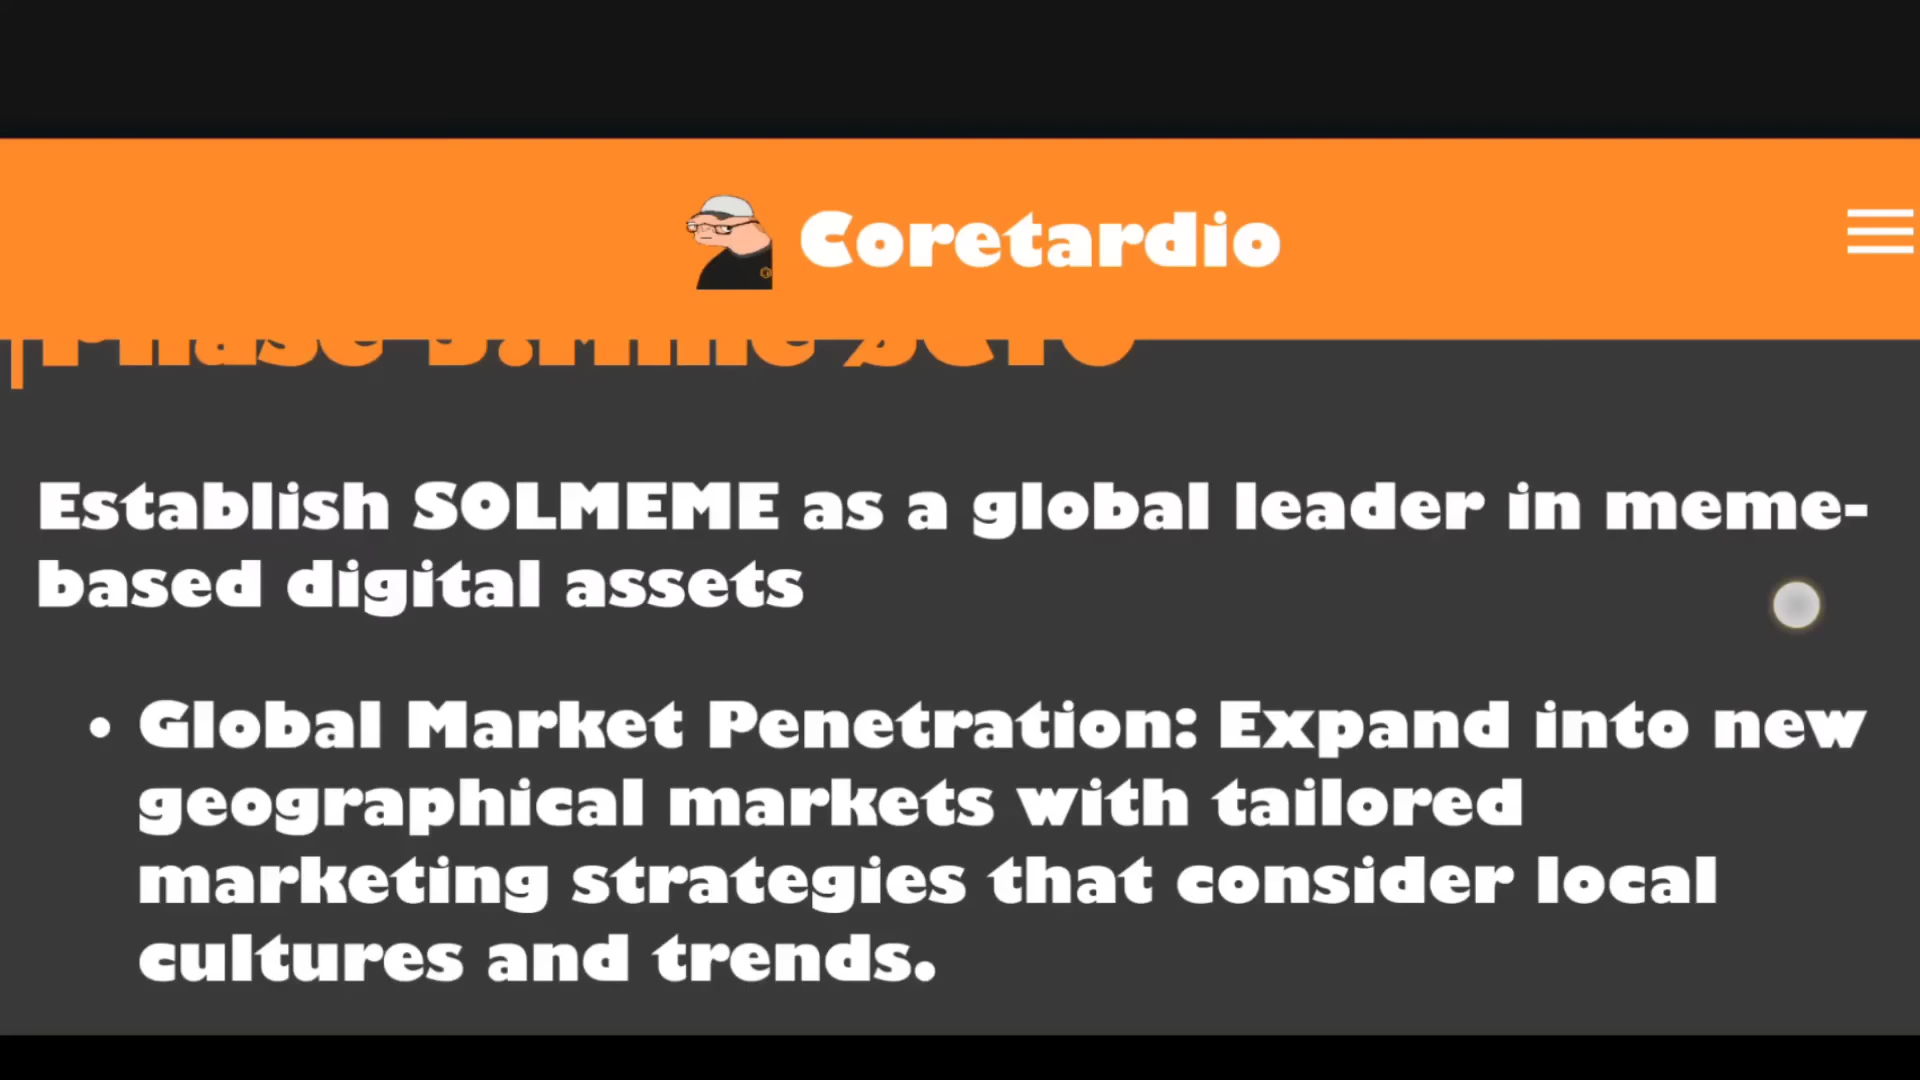 Coretardio
Establish SOLMEME as a global leader in meme-
based digital assets
• Global Market Penetration: Expand into new
geographical markets with tailored
marketing strategies that consider local
cultures and trends.